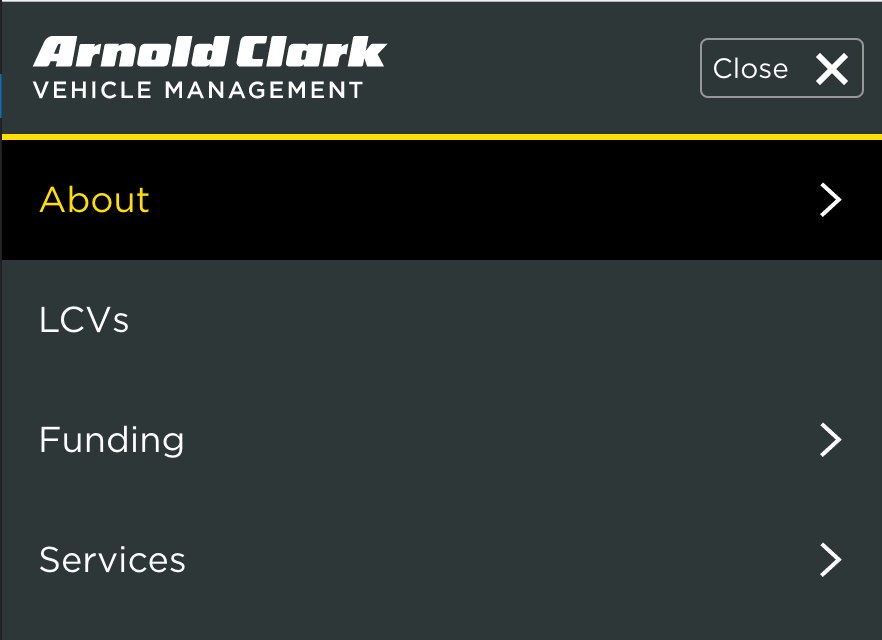 Arnold Clark
VEHICLE MANAGEMENT
Close
About
LCVs
Funding
Services